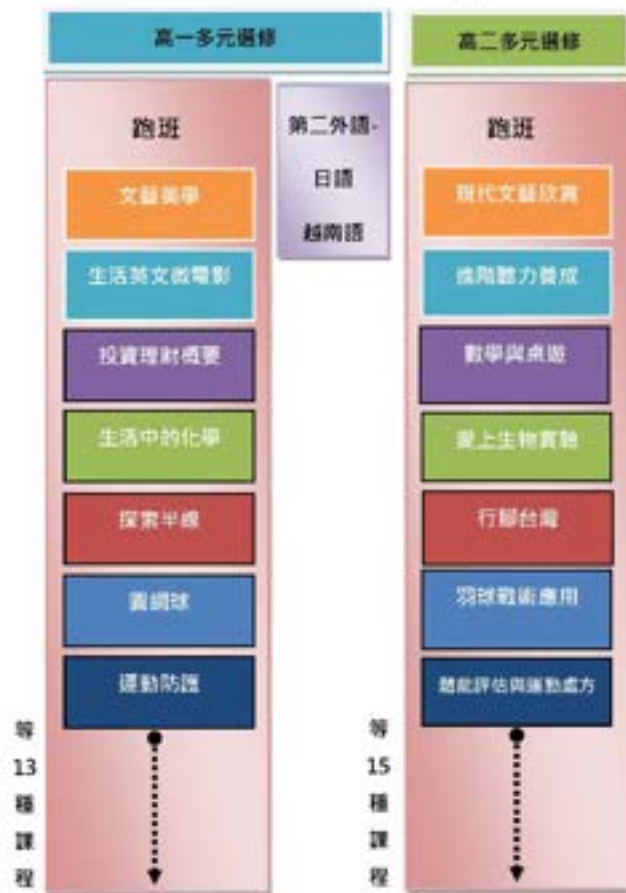 高一多元選修
跑班
文藝美學
生活英文微電影
投資理財概要
生活中的化學
探索半線
圍網球
運動防護
等
13
種
課
程
第二外語-
日語
越南語
高二多元選修
跑班
現代文藝欣賞
進階聽力養成
數學與桌遊
愛上生物實驗
行腳台灣
羽球戰術應用
體能評估與運動處方
等
15
種
課
程